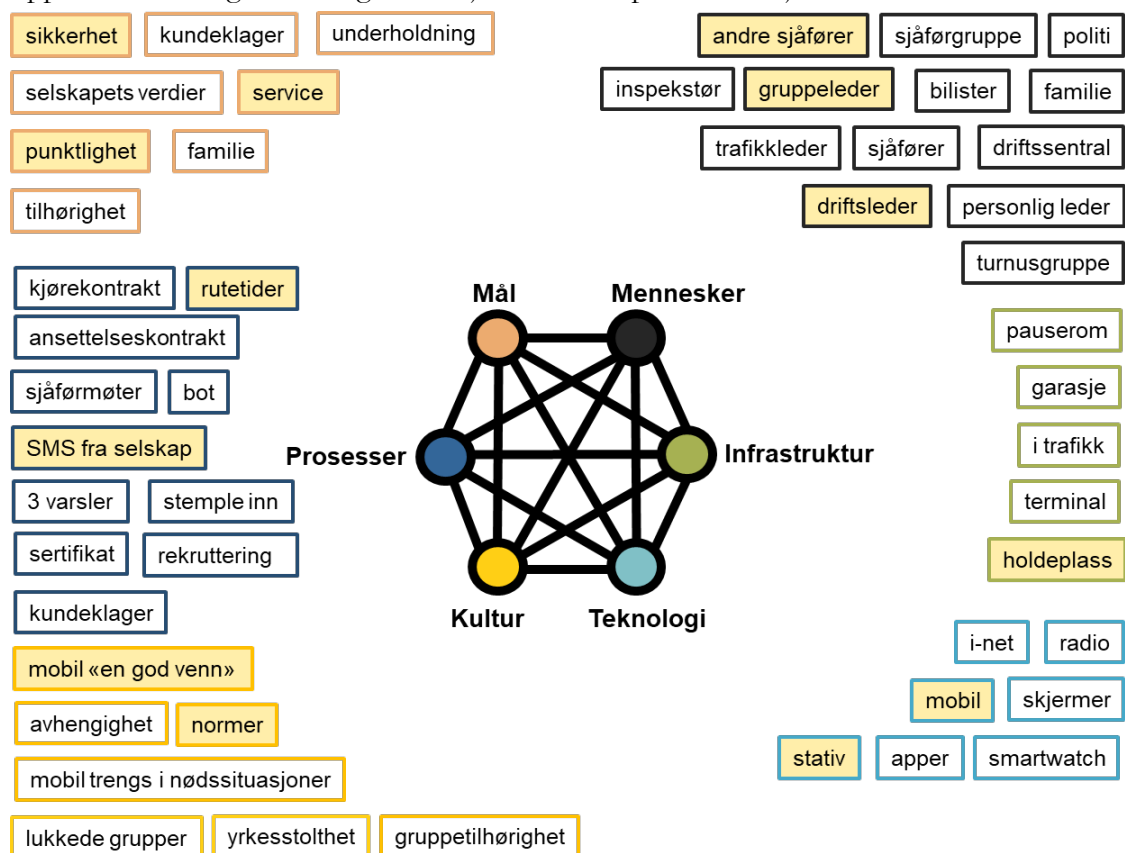 sikkerhet kundeklager underholdning
selskapets verdier service
punktlighet familie
tilhørighet
andre sjåfører sjåførgruppe politi
inspekstør gruppeleder bilister familie
trafikkleder sjåfører driftssentral
driftsleder personlig leder
turnusgruppe
kjørekontrakt rutetider
ansettelseskontrakt
sjåførmøter bot
SMS fra selskap
3 varsler stemple inn
sertifikat rekruttering
kundeklager
Mål Mennesker
Prosesser Infrastruktur
Kultur Teknologi
pauserom
garasje
i trafikk
terminal
holdeplass
mobil «en god venn»
avhengighet normer
mobil trengs i nødssituasjoner
lukkede grupper yrkesstolthet gruppetilhørighet
i-net radio
mobil skjermer
stativ apper smartwatch